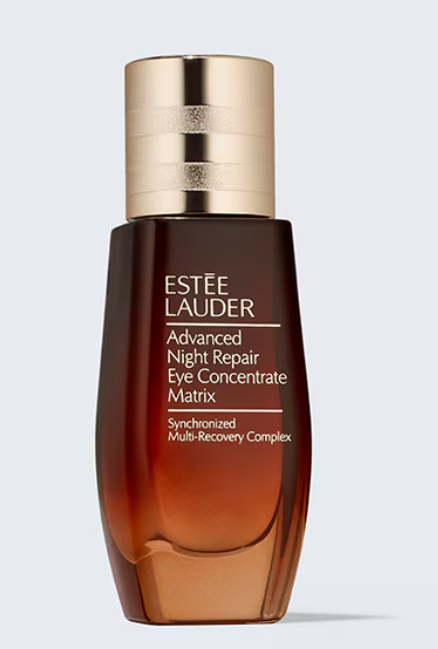 ESTĒE
LAUDER
Advanced
Night Repair
Eye Concentrate
Matrix
Synchronized
Multi-Recovery Complex